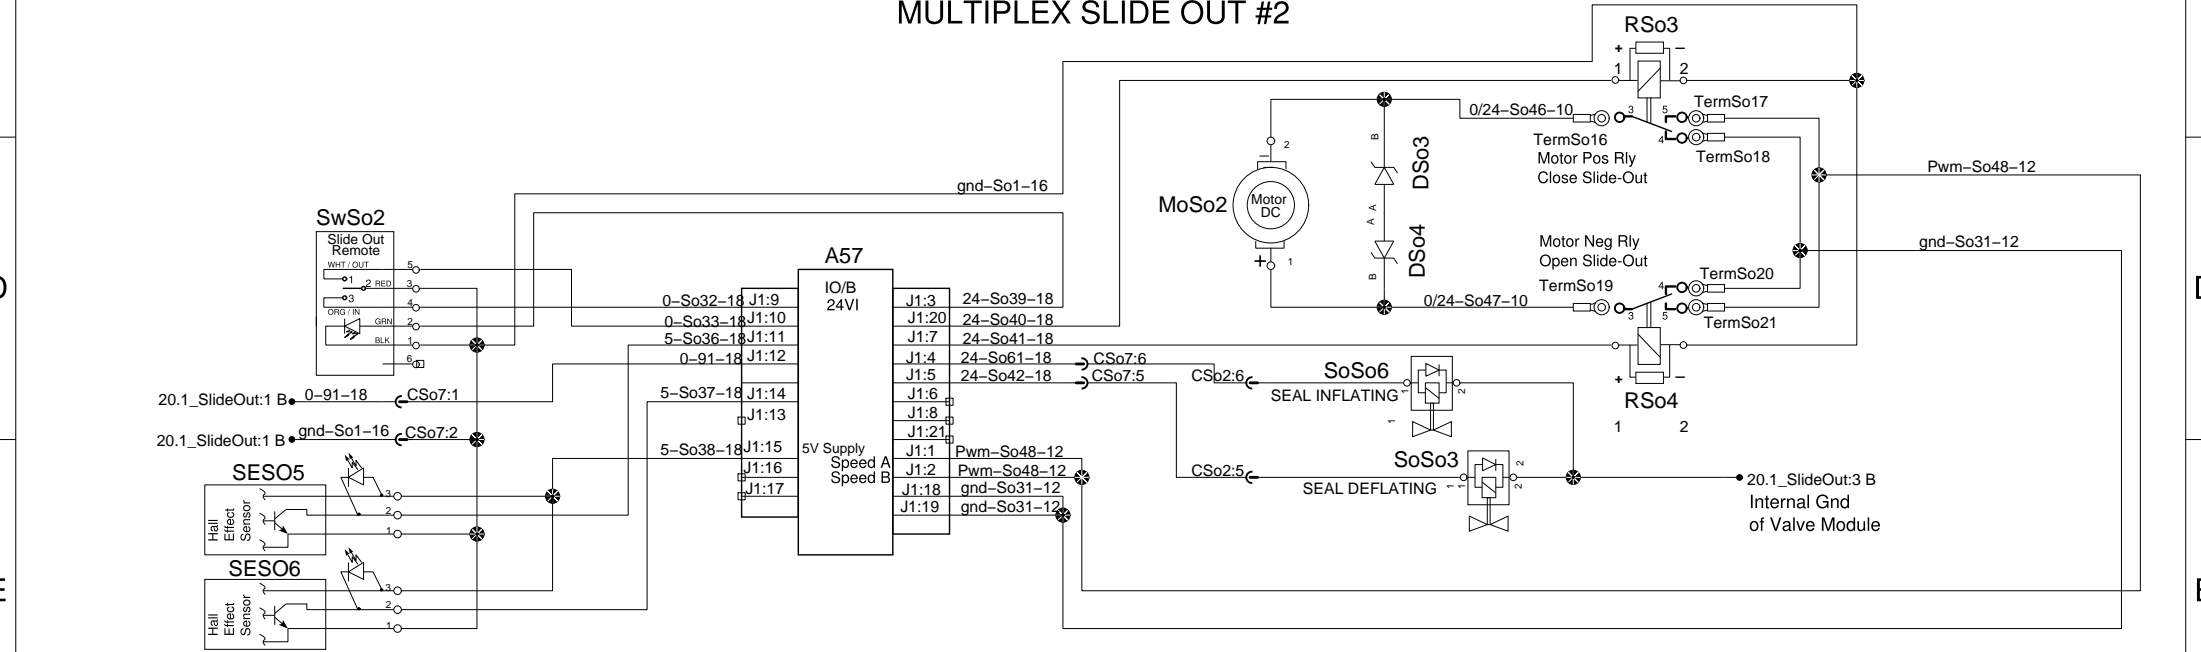 MULTIPLEX SLIDE OUT #2
RSo3
+ −
1 2
0/24−So46−10
3 5 TermSo17
4
TermSo16
TermSo18
Motor Pos Rly
Close Slide−Out
Pwm−So48−12
gnd−So1−16
2
−
B
DSo3
MoSo2
Motor
DC
A A
DSo4
B
+ 1
gnd−So31−12
Motor Neg Rly
Open Slide−Out
TermSo19
TermSo20
4
0/24−So47−10
3 5
TermSo21
+ −
RSo4
1 2
SwSo2
Slide Out
Remote
WHT / OUT 5
1
2 RED 3
3 4
ORG / IN
GRN 2
BLK 1
6
A57
IO/B
24VI
0−So32−18 J1:9
0−So33−18 J1:10
5−So36−18 J1:11
0−91−18 J1:12
5−So37−18 J1:14
J1:13
5−So38−18 J1:15
J1:16
J1:17
5V Supply
Speed A
Speed B
J1:3 24−So39−18
J1:20 24−So40−18
J1:7 24−So41−18
J1:4 24−So61−18 CSo7:6
J1:5 24−So42−18 CSo7:5
J1:6
J1:8
J1:21
J1:1 Pwm−So48−12
J1:2 Pwm−So48−12
J1:18 gnd−So31−12
J1:19 gnd−So31−12
CSo2:6
SoSo6
SEAL INFLATING
1 2
1
CSo2:5
SoSo3
SEAL DEFLATING
1 1 2 2
20.1_SlideOut:3 B
Internal Gnd
of Valve Module
20.1_SlideOut:1 B 0−91−18 CSo7:1
20.1_SlideOut:1 B gnd−So1−16 CSo7:2
SESO5
Hall
Effect
Sensor
3
2
1
SESO6
Hall
Effect
Sensor
3
2
1
D
E